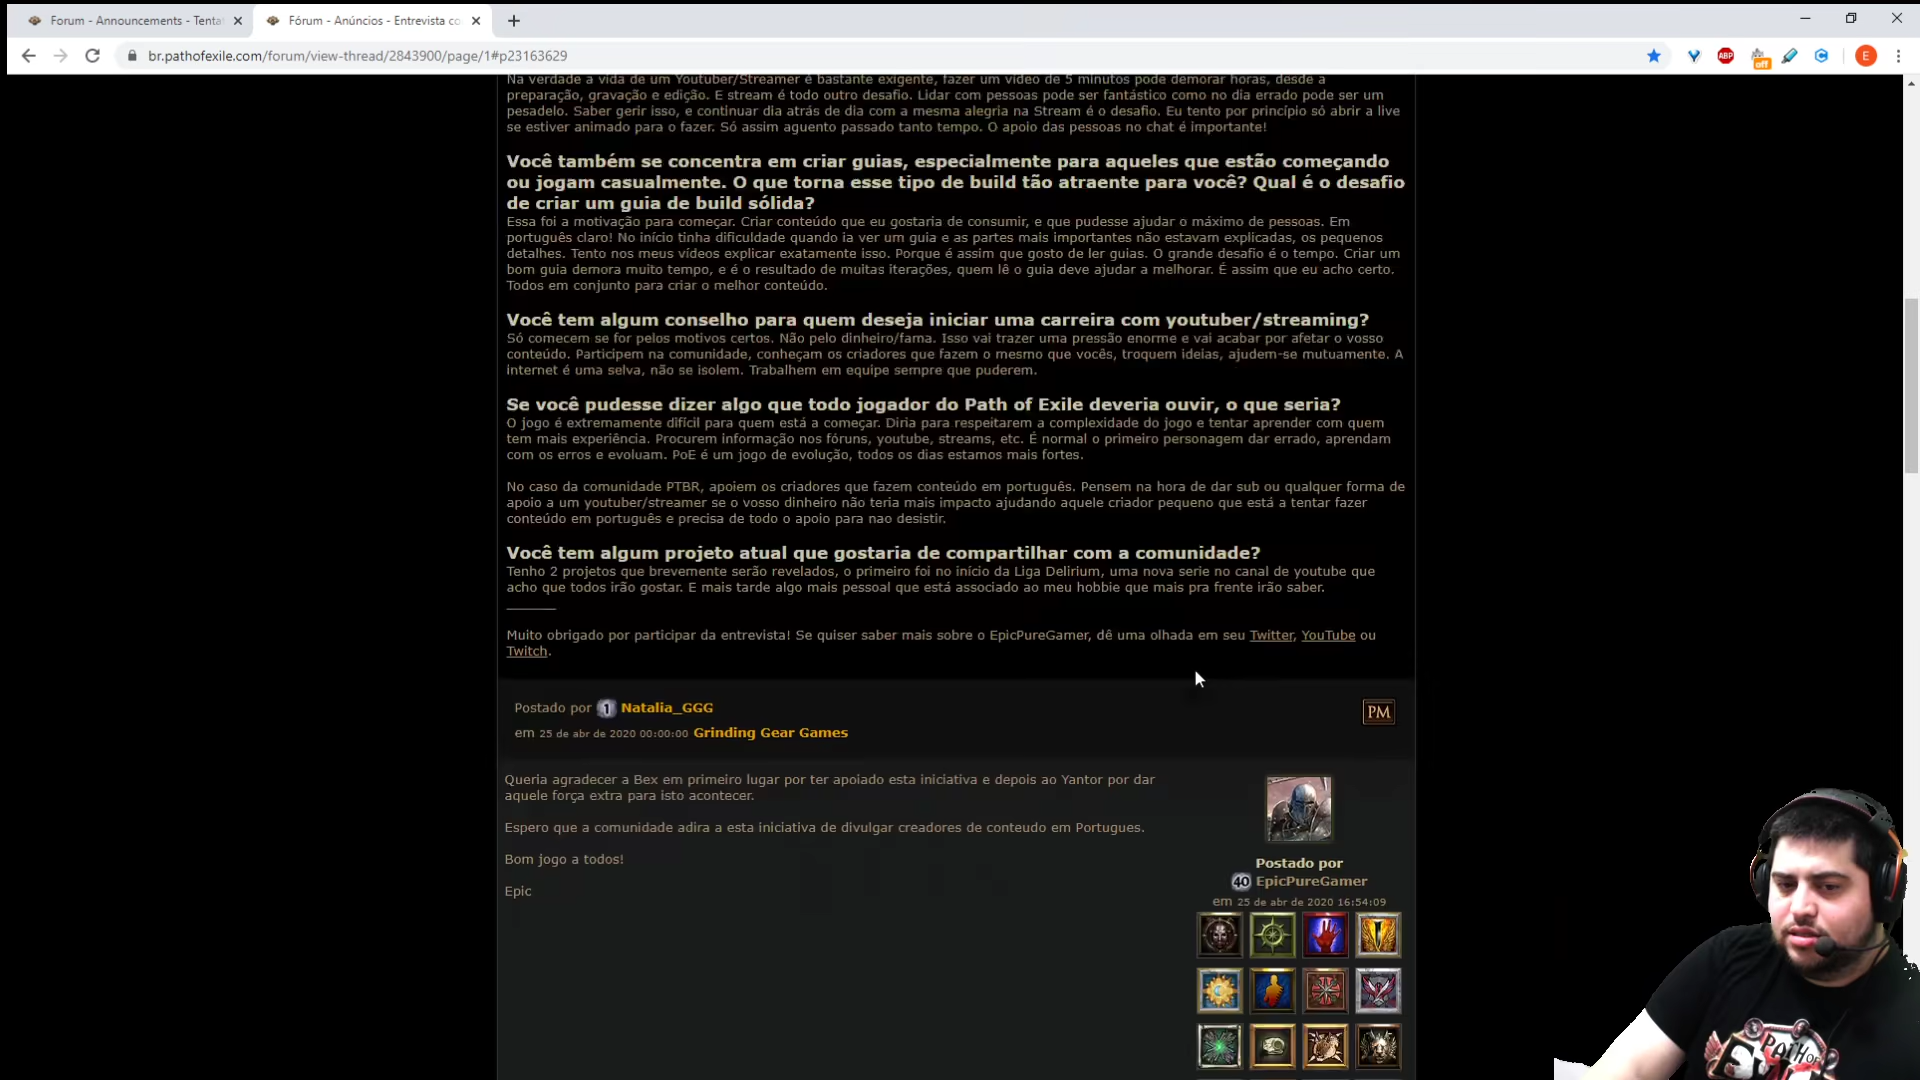 Forum - Announcements - Tenta
Fórum - Anúncios - Entrevista co
br.pathofexile.com/forum/view-thread/2843900/page/1#p23163629
ABP
off
E
Na verdade a vida de um Youtuber/Streamer é bastante exigente, fazer um vídeo de 5 minutos pode demorar horas, desde a
preparação, gravação e edição. E stream é todo outro desafio. Lidar com pessoas pode ser fantástico como no dia errado pode ser um
pesadelo. Saber gerir isso, e continuar dia atrás de dia com a mesma alegria na Stream é o desafio. Eu tento por princípio só abrir a live
se estiver animado para o fazer. Só assim aguento passado tanto tempo. O apoio das pessoas no chat é importante!
Você também se concentra em criar guias, especialmente para aqueles que estão começando
ou jogam casualmente. O que torna esse tipo de build tão atraente para você? Qual é o desafio
de criar um guia de build sólida?
Essa foi a motivação para começar. Criar conteúdo que eu gostaria de consumir, e que pudesse ajudar o máximo de pessoas. Em
português claro! No início tinha dificuldade quando ia ver um guia e as partes mais importantes não estavam explicadas, os pequenos
detalhes. Tento nos meus vídeos explicar exatamente isso. Porque é assim que gosto de ler guias. O grande desafio é o tempo. Criar um
bom guia demora muito tempo, e é o resultado de muitas iterações, quem lê o guia deve ajudar a melhorar. É assim que eu acho certo.
Todos em conjunto para criar o melhor conteúdo.
Você tem algum conselho para quem deseja iniciar uma carreira com youtuber/streaming?
Só comecem se for pelos motivos certos. Não pelo dinheiro/fama. Isso vai trazer uma pressão enorme e vai acabar por afetar o vosso
conteúdo. Participem na comunidade, conheçam os criadores que fazem o mesmo que vocês, troquem ideias, ajudem-se mutuamente. A
internet é uma selva, não se isolem. Trabalhem em equipe sempre que puderem.
Se você pudesse dizer algo que todo jogador do Path of Exile deveria ouvir, o que seria?
O jogo é extremamente difícil para quem está a começar. Diria para respeitarem a complexidade do jogo e tentar aprender com quem
tem mais experiência. Procurem informação nos fóruns, youtube, streams, etc. É normal o primeiro personagem dar errado, aprendam
com os erros e evoluam. PoE é um jogo de evolução, todos os dias estamos mais fortes.
No caso da comunidade PTBR, apoiem os criadores que fazem conteúdo em português. Pensem na hora de dar sub ou qualquer forma de
apoio a um youtuber/streamer se o vosso dinheiro não teria mais impacto ajudando aquele criador pequeno que está a tentar fazer
conteúdo em português e precisa de todo o apoio para nao desistir.
Você tem algum projeto atual que gostaria de compartilhar com a comunidade?
Tenho 2 projetos que brevemente serão revelados, o primeiro foi no início da Liga Delirium, uma nova serie no canal de youtube que
acho que todos irão gostar. E mais tarde algo mais pessoal que está associado ao meu hobbie que mais pra frente irão saber.
Muito obrigado por participar da entrevista! Se quiser saber mais sobre o EpicPureGamer, dê uma olhada em seu Twitter, YouTube ou
Twitch.
Postado por 1 Natalia_GGG
PM
em 25 de abr de 2020 00:00:00 Grinding Gear Games
Queria agradecer a Bex em primeiro lugar por ter apoiado esta iniciativa e depois ao Yantor por dar
aquele força extra para isto acontecer.
Espero que a comunidade adira a esta iniciativa de divulgar creadores de conteudo em Portugues.
Bom jogo a todos!
Epic
Postado por
40 EpicPureGamer
em 25 de abr de 2020 16:54:09
PATH OF